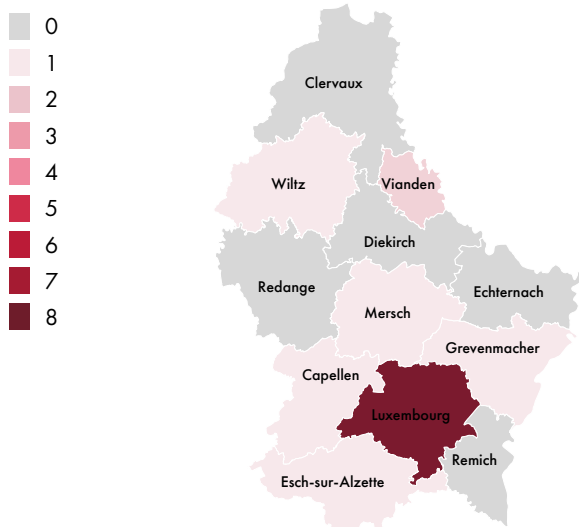 0
1
2
3
4
5
6
7
8
Clervaux
Wiltz
Vianden
Diekirch
Redange
Echternach
Mersch
Grevenmacher
Capellen
Luxembourg
Remich
Esch-sur-Alzette